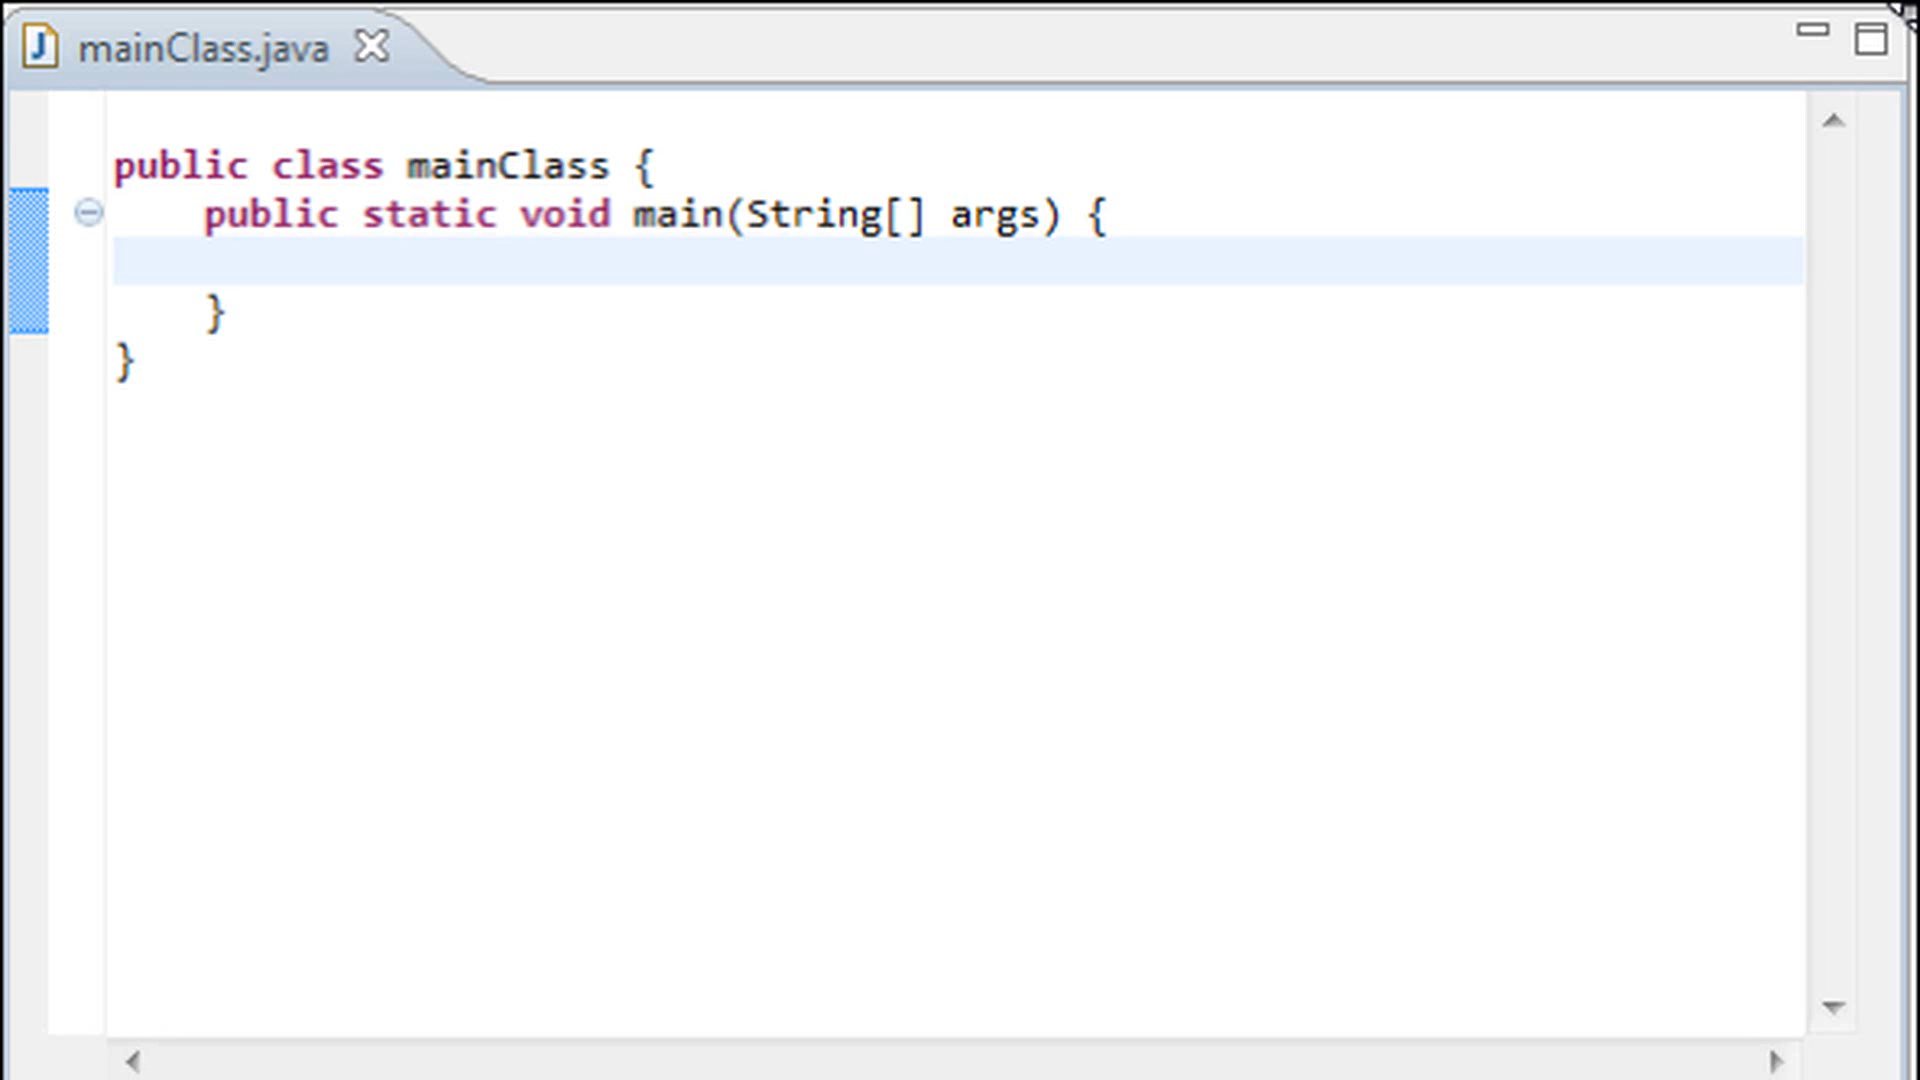 mainClass.java
public class mainClass {
    public static void main(String[] args) {
    }
}